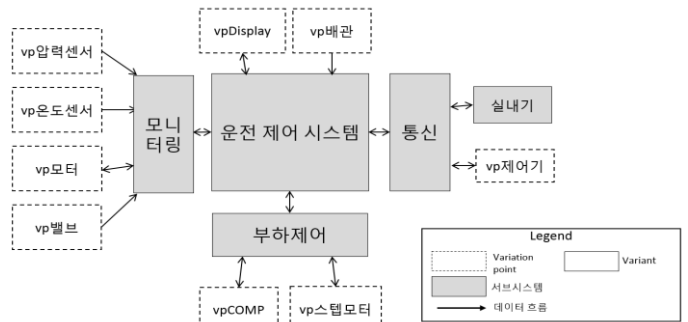 vpDisplay
vp배관
vp압력센서
vp온도센서
모니
터링
운전 제어 시스템
통신
실내기
vp모터
vp제어기
vp밸브
부하제어
vpCOMP
vp스텝모터
Legend
Variation
point
Variant
서브시스템
데이터 흐름